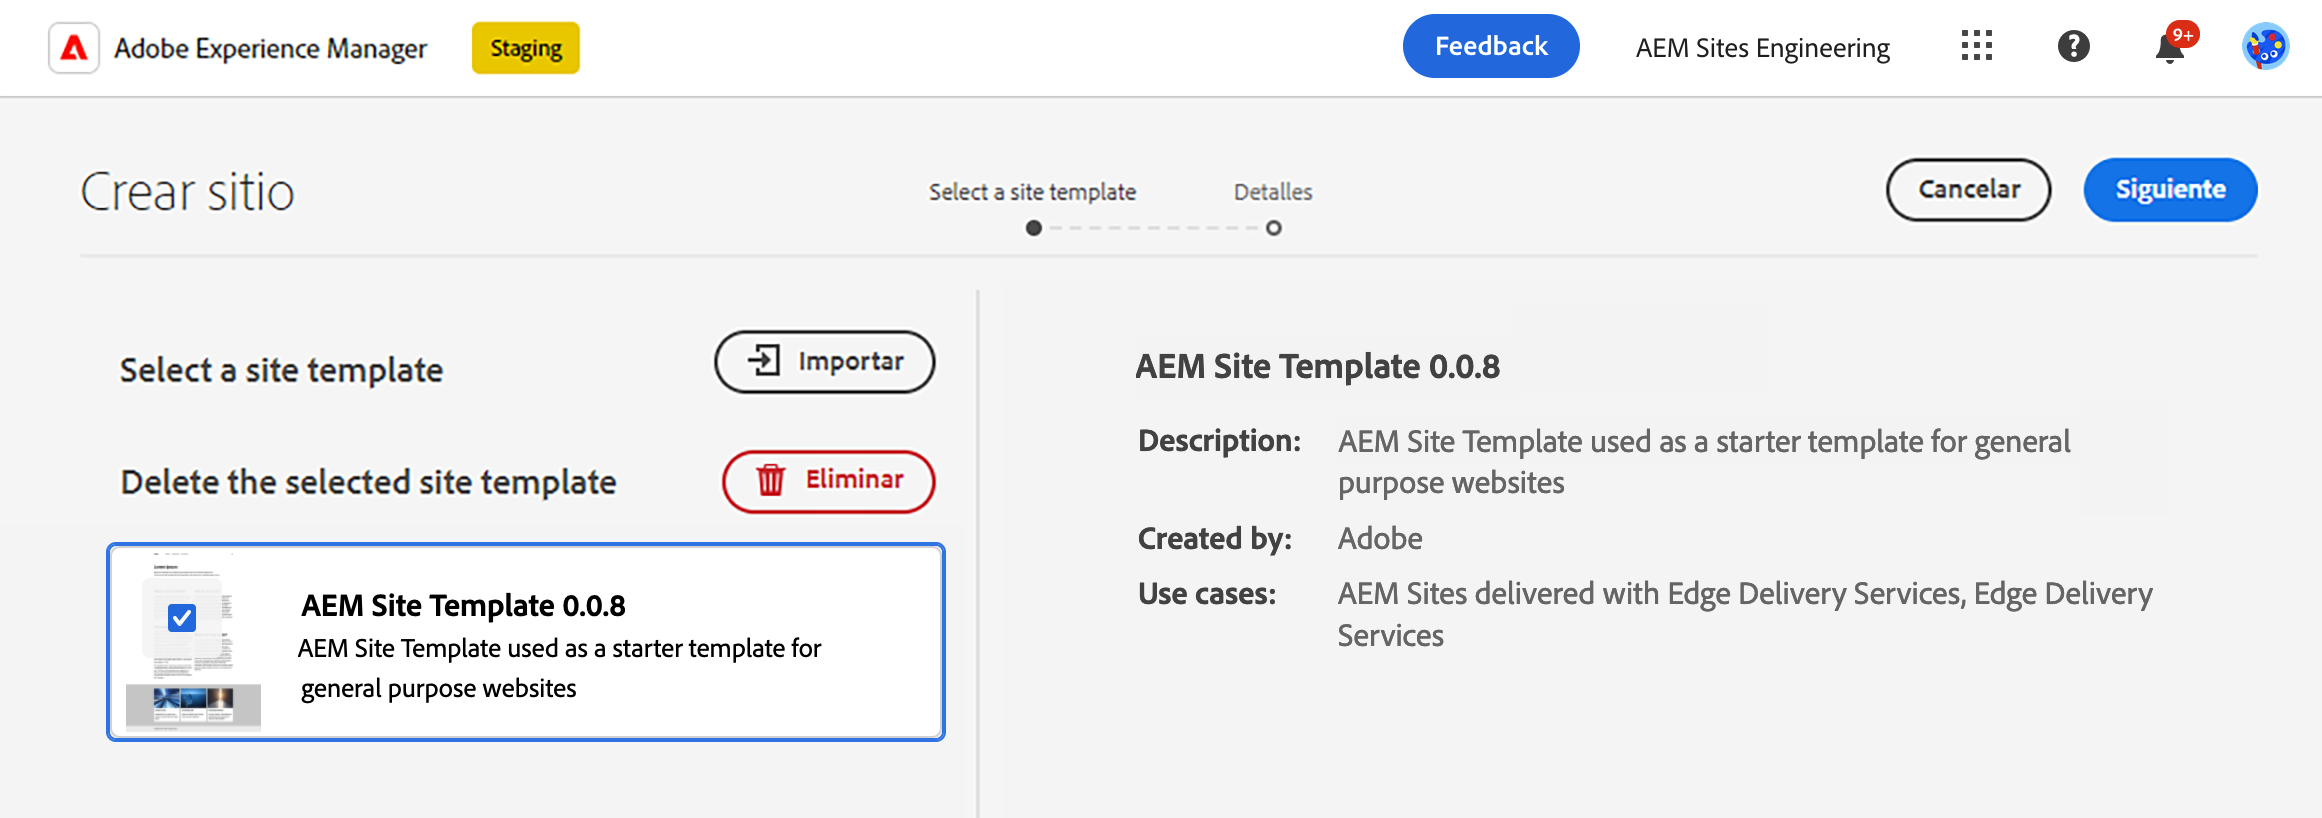 Adobe Experience Manager
Staging
Feedback
AEM Sites Engineering
9+
Crear sitio
Select a site template
Detalles
Cancelar
Siguiente
Select a site template
Importar
Delete the selected site template
Eliminar
AEM Site Template 0.0.8
AEM Site Template used as a starter template for
general purpose websites
AEM Site Template 0.0.8
Description: AEM Site Template used as a starter template for general
purpose websites
Created by: Adobe
Use cases: AEM Sites delivered with Edge Delivery Services, Edge Delivery
Services